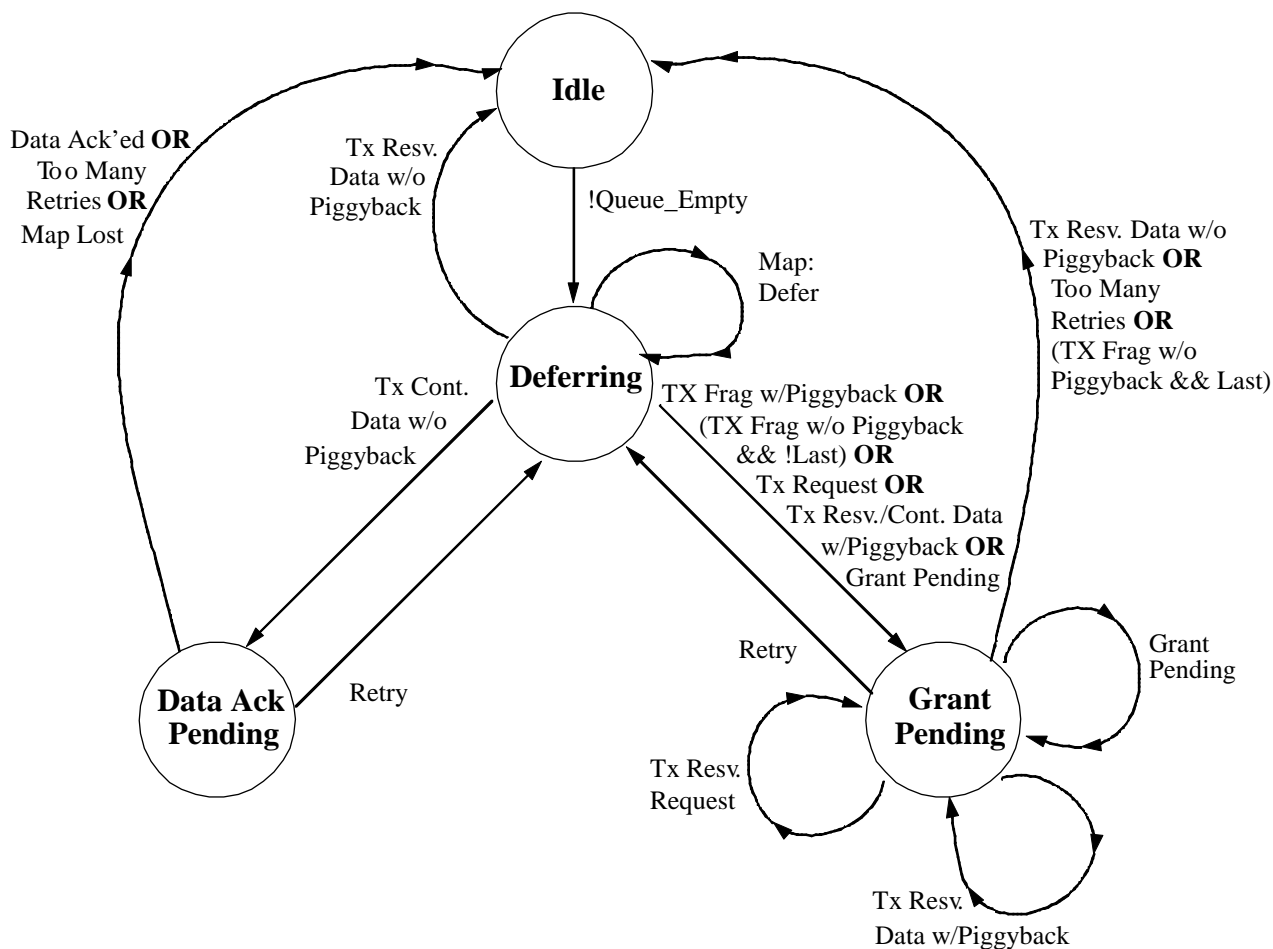 Idle
Data Ack'ed OR
Too Many
Retries OR
Map Lost
Tx Resv.
Data w/o
Piggyback
!Queue_Empty
Map:
Defer
Tx Resv. Data w/o
Piggyback OR
Too Many
Retries OR
(TX Frag w/o
Piggyback && Last)
Deferring
Tx Cont.
Data w/o
Piggyback
TX Frag w/Piggyback OR
(TX Frag w/o Piggyback
&& !Last) OR
Tx Request OR
Tx Resv./Cont. Data
w/Piggyback OR
Grant Pending
Retry
Retry
Data Ack
Pending
Grant
Pending
Grant
Pending
Tx Resv.
Request
Tx Resv.
Data w/Piggyback